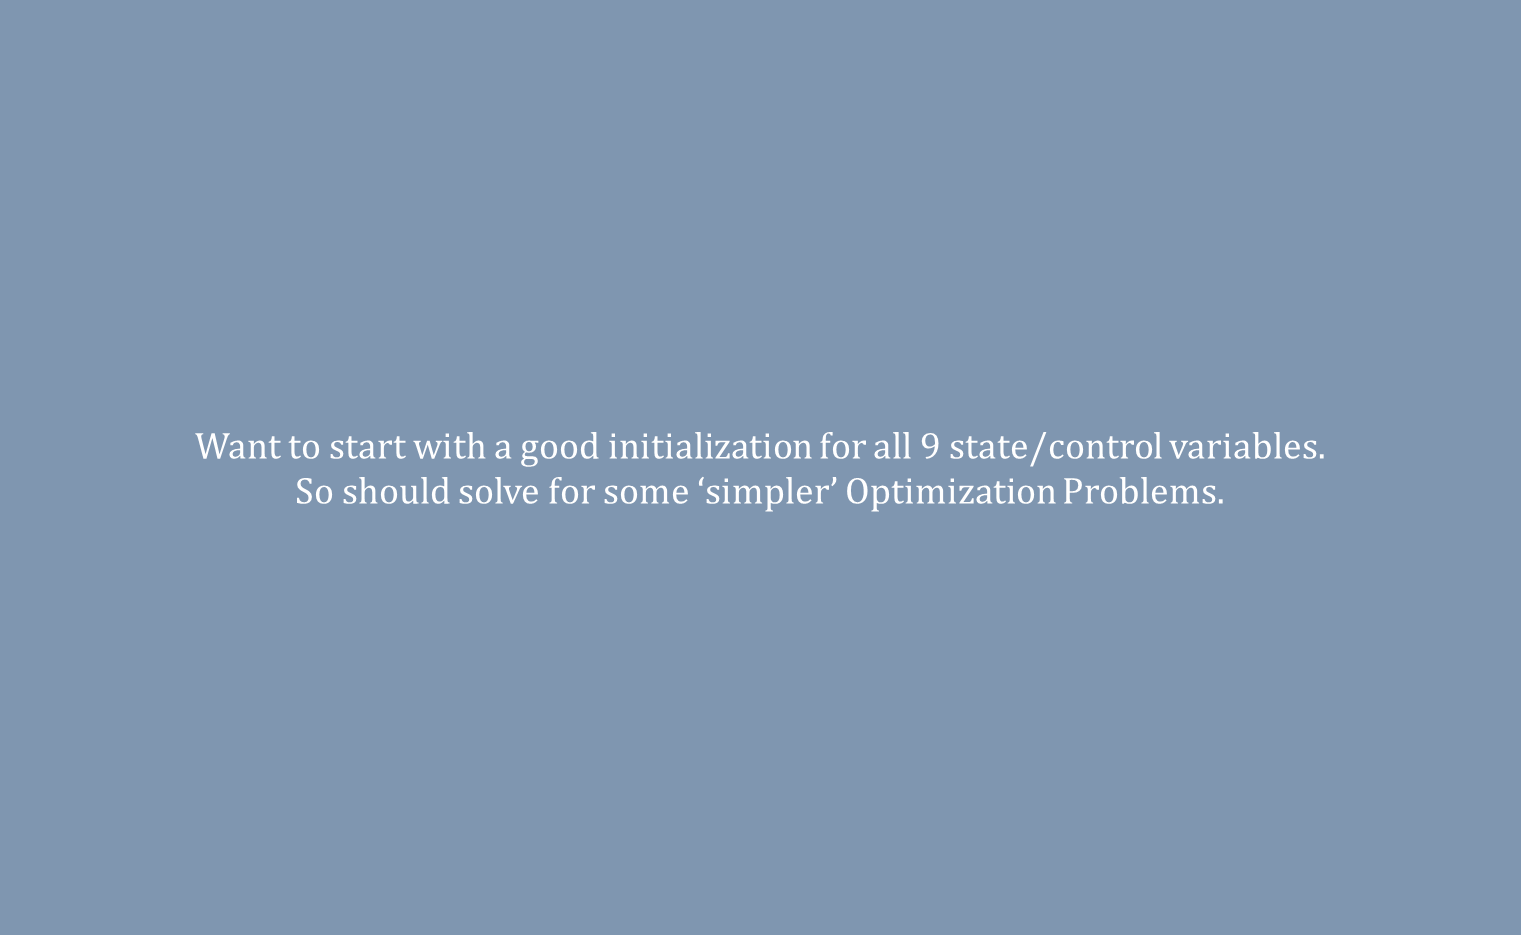 Want to start with a good initialization for all 9 state/control variables.
So should solve for some ‘simpler’ Optimization Problems.